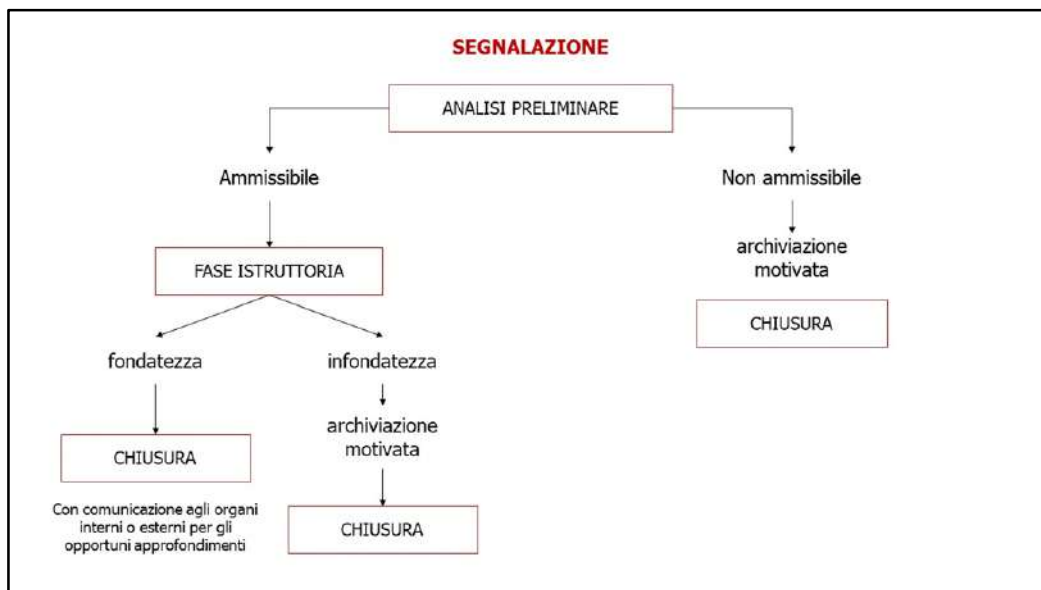 SEGNALAZIONE
ANALISI PRELIMINARE
Ammissibile
Non ammissibile
FASE ISTRUTTORIA
archiviazione
motivata
CHIUSURA
fondatezza
infondatezza
archiviazione
motivata
CHIUSURA
Con comunicazione agli organi
interni o esterni per gli
opportuni approfondimenti
CHIUSURA